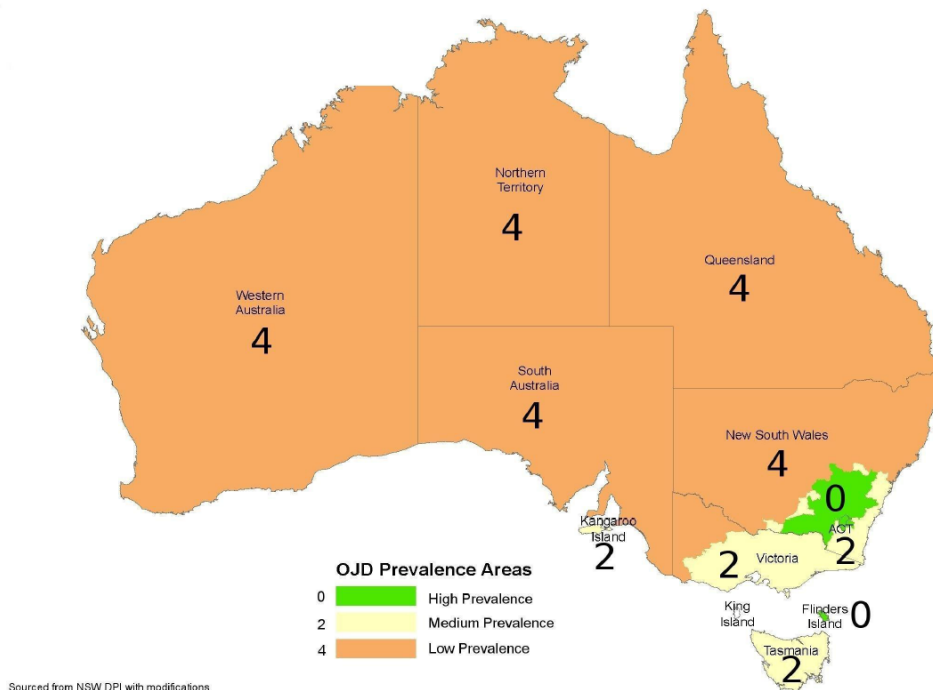 Northern
Territory
4
Queensland
4
Western
Australia
4
South
Australia
4
New South Wales
4
0
ACT
2
Kangaroo
Island
2
2
Victoria
OJD Prevalence Areas
0 High Prevalence
2 Medium Prevalence
4 Low Prevalence
King
Island
Flinders
Island
0
Tasmania
2
Sourced from NSW DPI with modifications